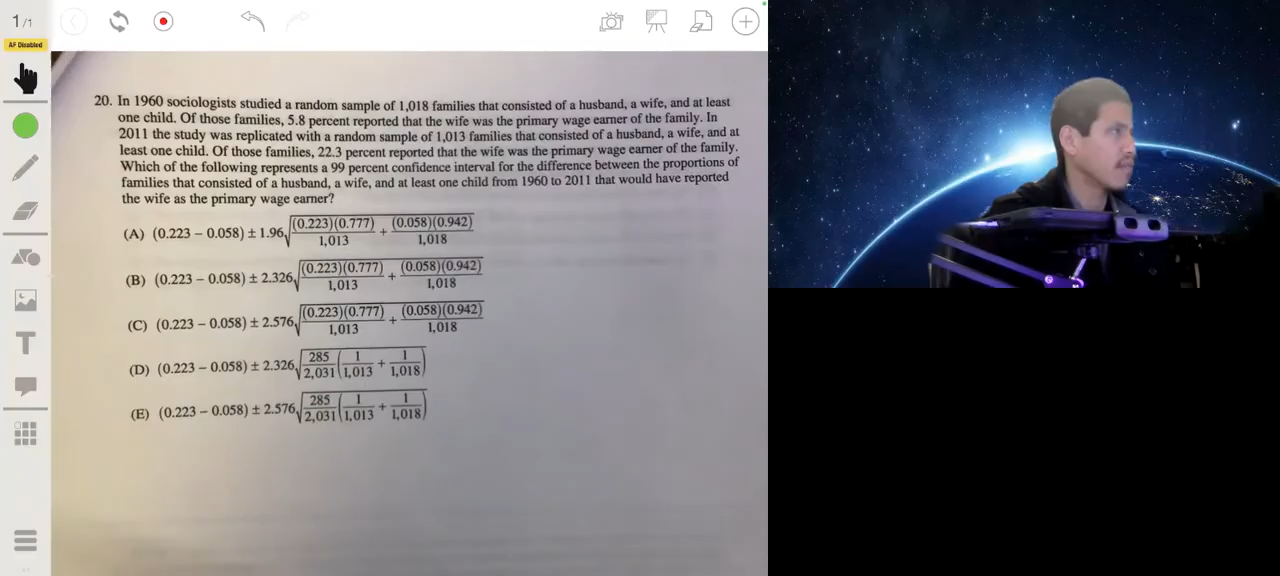 1/1
AF Disabled
T
20. In 1960 sociologists studied a random sample of 1,018 families that consisted of a husband, a wife, and at least
one child. Of those families, 5.8 percent reported that the wife was the primary wage earner of the family. In
2011 the study was replicated with a random sample of 1,013 families that consisted of a husband, a wife, and at
least one child. Of those families, 22.3 percent reported that the wife was the primary wage earner of the family.
Which of the following represents a 99 percent confidence interval for the difference between the proportions of
families that consisted of a husband, a wife, and at least one child from 1960 to 2011 that would have reported
the wife as the primary wage earner?
(A) (0.223 – 0.058) ± 1.96√((0.223)(0.777)/1,013 + (0.058)(0.942)/1,018)
(B) (0.223 – 0.058) ± 2.326√((0.223)(0.777)/1,013 + (0.058)(0.942)/1,018)
(C) (0.223 – 0.058) ± 2.576√((0.223)(0.777)/1,013 + (0.058)(0.942)/1,018)
(D) (0.223 – 0.058) ± 2.326√(285/2,031(1/1,013 + 1/1,018))
(E) (0.223 – 0.058) ± 2.576√(285/2,031(1/1,013 + 1/1,018))